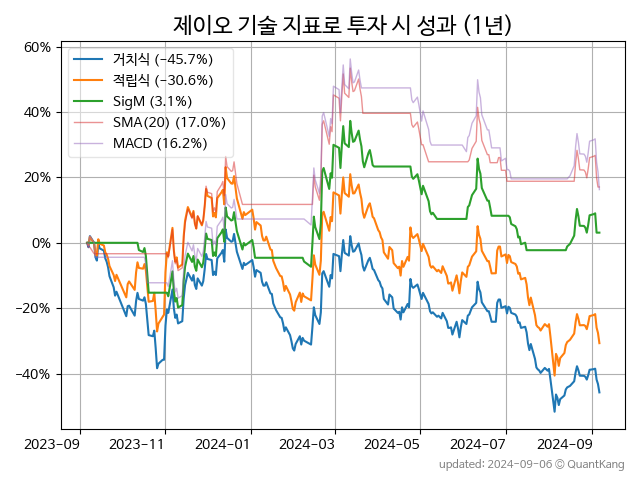 제이오 기술 지표로 투자 시 성과 (1년)
60%
40%
20%
0%
−20%
−40%
거치식 (−45.7%)
적립식 (−30.6%)
SigM (3.1%)
SMA(20) (17.0%)
MACD (16.2%)
2023-09
2023-11
2024-01
2024-03
2024-05
2024-07
2024-09
updated: 2024-09-06 © QuantKang